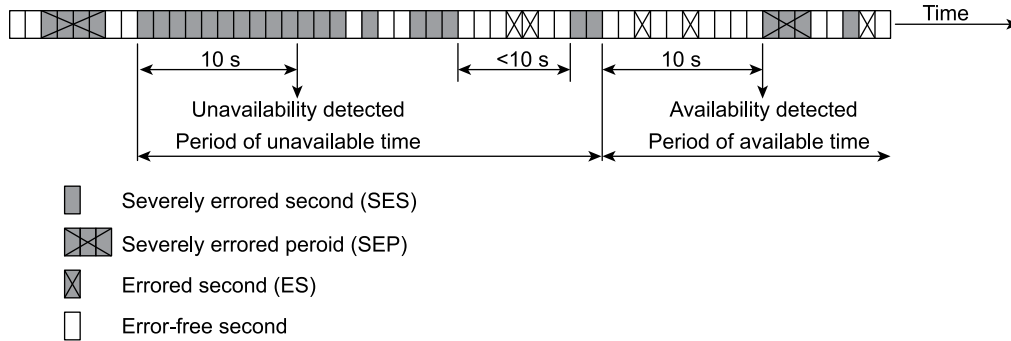 Time
10 s
<10 s
10 s
Unavailability detected
Availability detected
Period of unavailable time
Period of available time
Severely errored second (SES)
Severely errored peroid (SEP)
Errored second (ES)
Error-free second